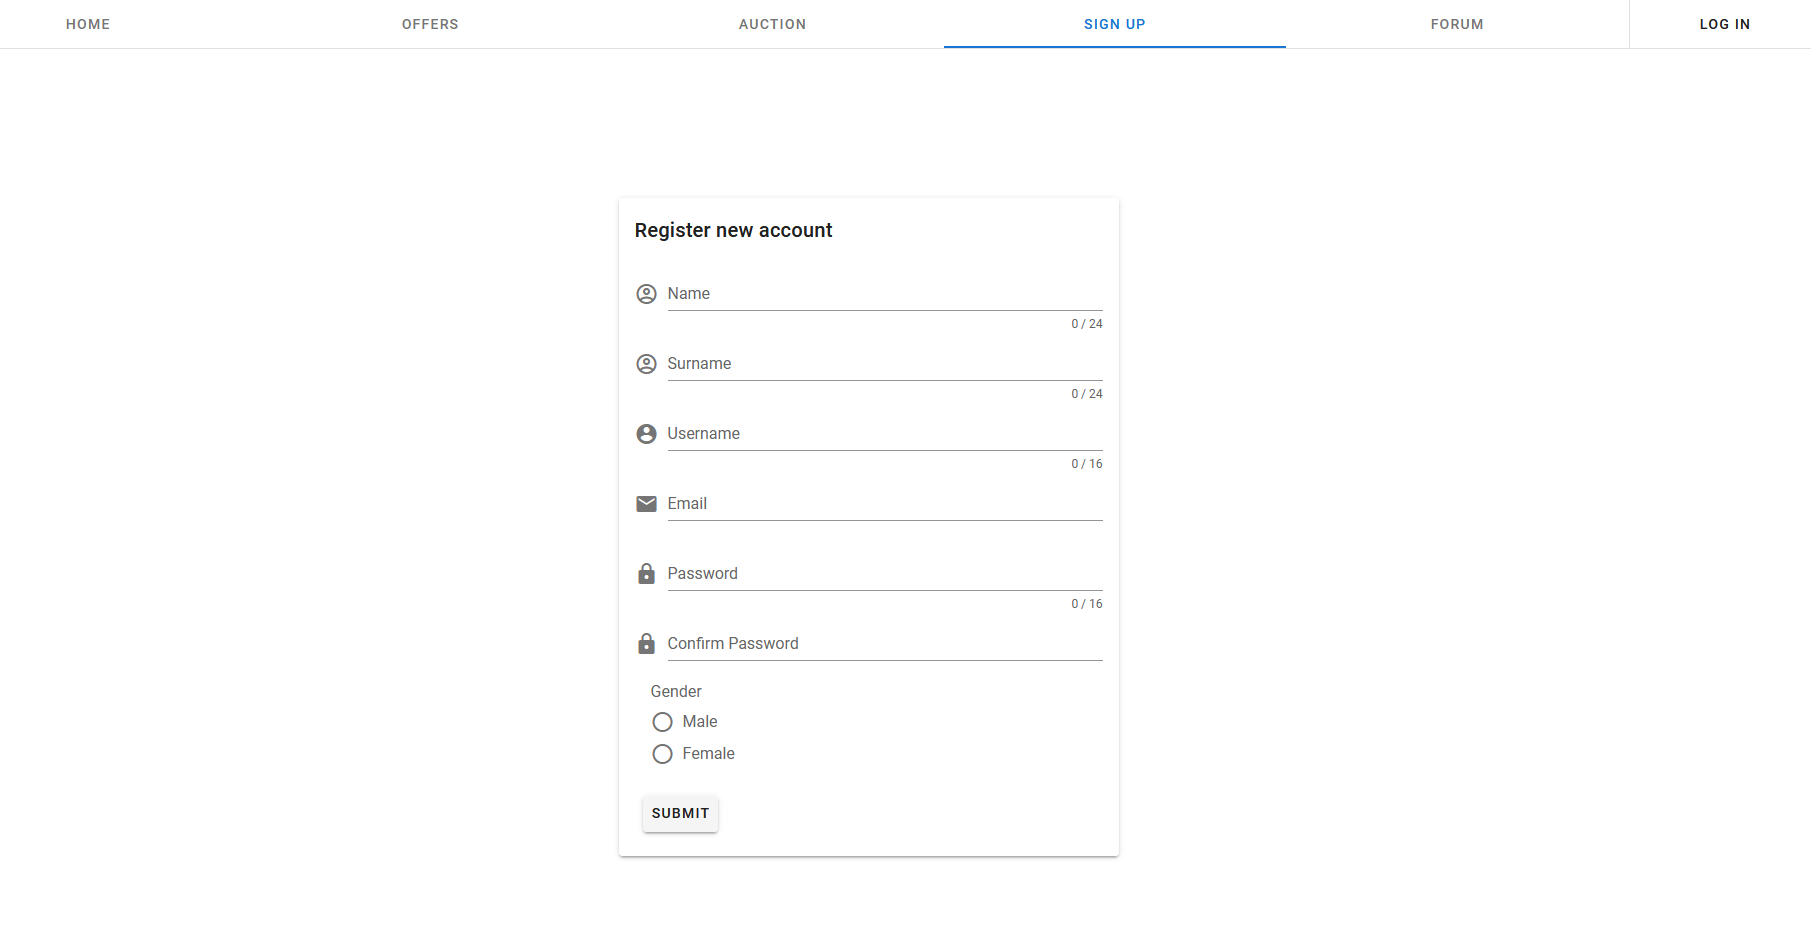 HOME OFFERS AUCTION SIGN UP FORUM LOG IN
Register new account
Name
0 / 24
Surname
0 / 24
Username
0 / 16
Email
Password
0 / 16
Confirm Password
Gender
Male
Female
SUBMIT